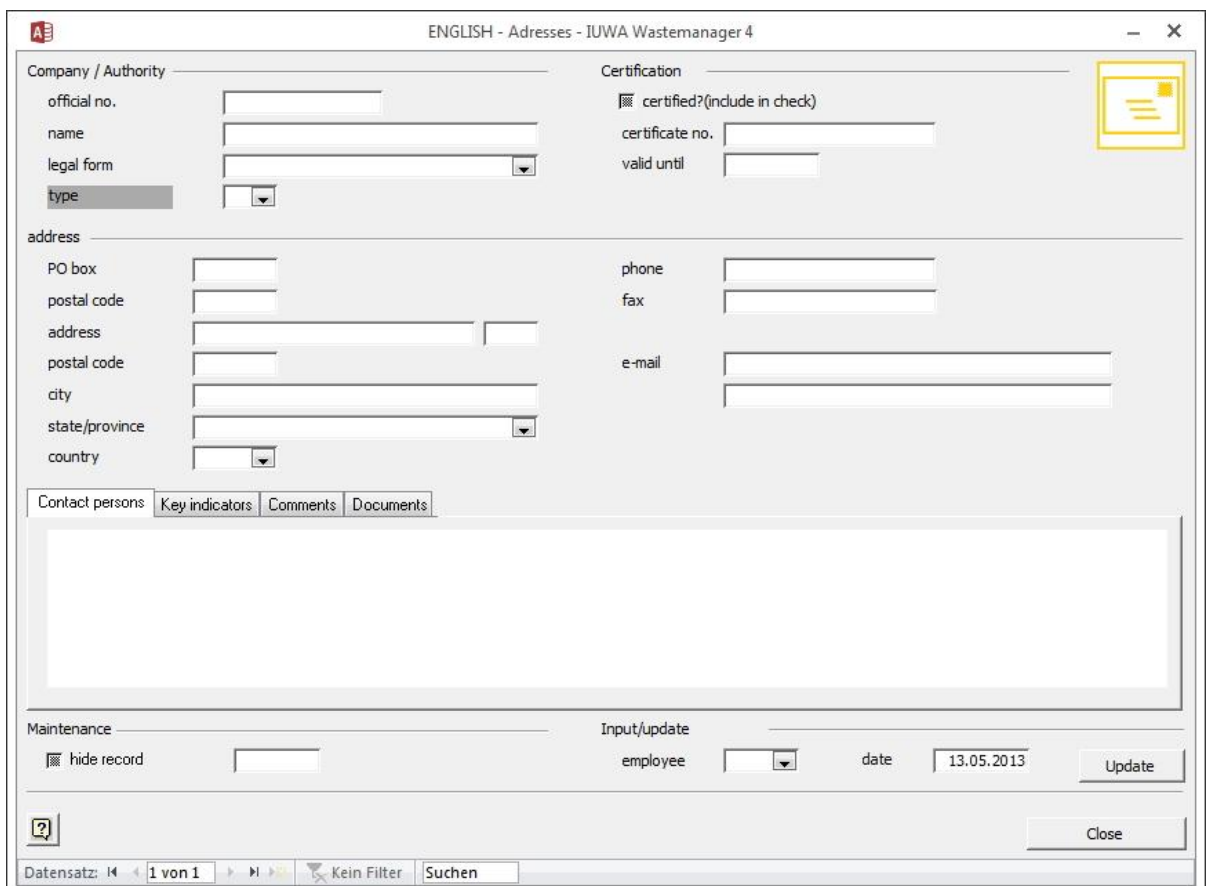 ENGLISH - Adresses - IUWA Wastemanager 4
Company / Authority
official no.
name
legal form
type
Certification
certified?(include in check)
certificate no.
valid until
address
PO box
postal code
address
postal code
city
state/province
country
phone
fax
e-mail
Contact persons Key indicators Comments Documents
Maintenance
hide record
Input/update
employee date 13.05.2013 Update
Close
Datensatz: 1 von 1 Kein Filter Suchen